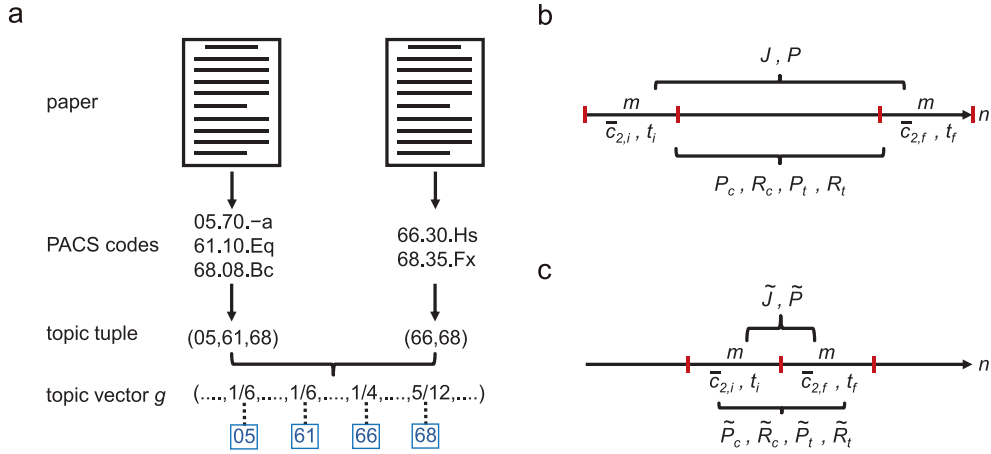 a
paper
PACS codes
05.70.−a
61.10.Eq
68.08.Bc
66.30.Hs
68.35.Fx
topic tuple
(05,61,68)
(66,68)
topic vector g
(....,1/6,....,1/6,....,1/4,....,5/12,....)
05 61 66 68
b
J , P
m m n
c̅2,i , ti c̅2,f , tf
Pc , Rc , Pt , Rt
c
J̃ , P̃
m m n
c̅2,i , ti c̅2,f , tf
P̃c , R̃c , P̃t , R̃t